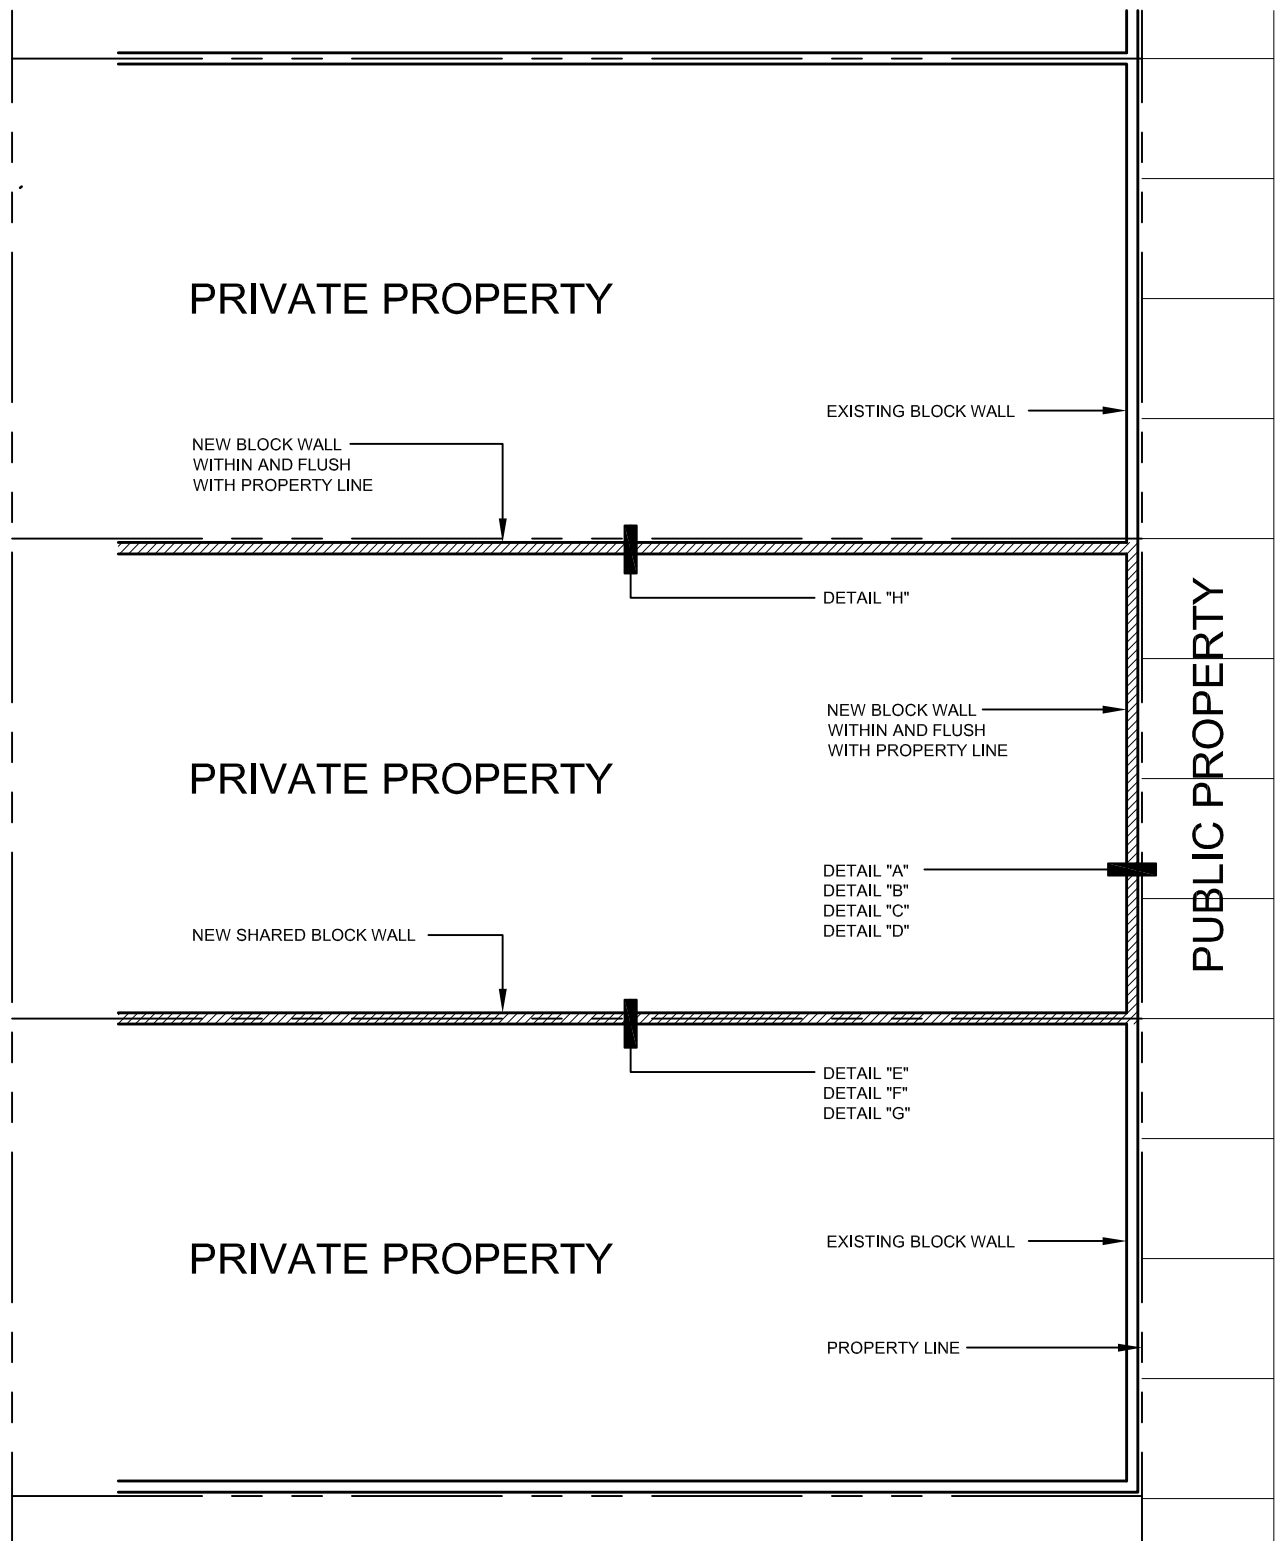 PRIVATE PROPERTY
EXISTING BLOCK WALL
NEW BLOCK WALL
WITHIN AND FLUSH
WITH PROPERTY LINE
DETAIL "H"
PUBLIC PROPERTY
NEW BLOCK WALL
WITHIN AND FLUSH
WITH PROPERTY LINE
PRIVATE PROPERTY
DETAIL "A"
DETAIL "B"
DETAIL "C"
DETAIL "D"
NEW SHARED BLOCK WALL
DETAIL "E"
DETAIL "F"
DETAIL "G"
PRIVATE PROPERTY
EXISTING BLOCK WALL
PROPERTY LINE